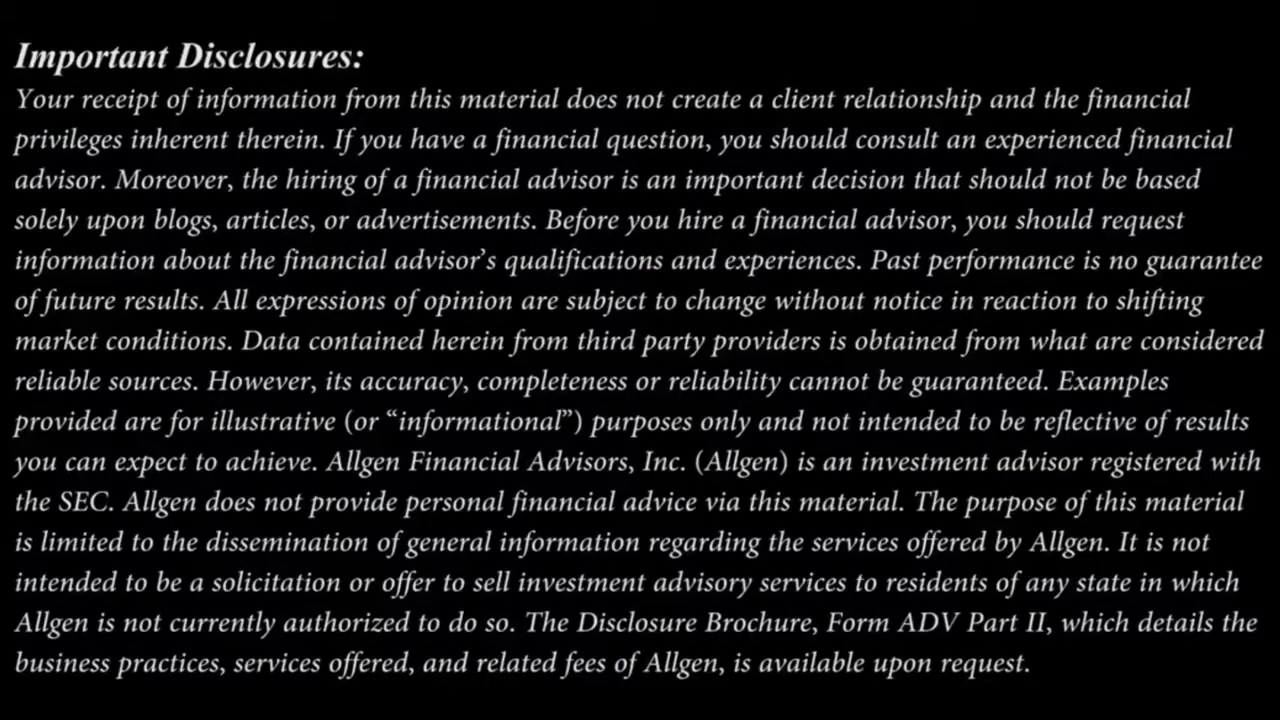 Important Disclosures:
Your receipt of information from this material does not create a client relationship and the financial
privileges inherent therein. If you have a financial question, you should consult an experienced financial
advisor. Moreover, the hiring of a financial advisor is an important decision that should not be based
solely upon blogs, articles, or advertisements. Before you hire a financial advisor, you should request
information about the financial advisor’s qualifications and experiences. Past performance is no guarantee
of future results. All expressions of opinion are subject to change without notice in reaction to shifting
market conditions. Data contained herein from third party providers is obtained from what are considered
reliable sources. However, its accuracy, completeness or reliability cannot be guaranteed. Examples
provided are for illustrative (or “informational”) purposes only and not intended to be reflective of results
you can expect to achieve. Allgen Financial Advisors, Inc. (Allgen) is an investment advisor registered with
the SEC. Allgen does not provide personal financial advice via this material. The purpose of this material
is limited to the dissemination of general information regarding the services offered by Allgen. It is not
intended to be a solicitation or offer to sell investment advisory services to residents of any state in which
Allgen is not currently authorized to do so. The Disclosure Brochure, Form ADV Part II, which details the
business practices, services offered, and related fees of Allgen, is available upon request.